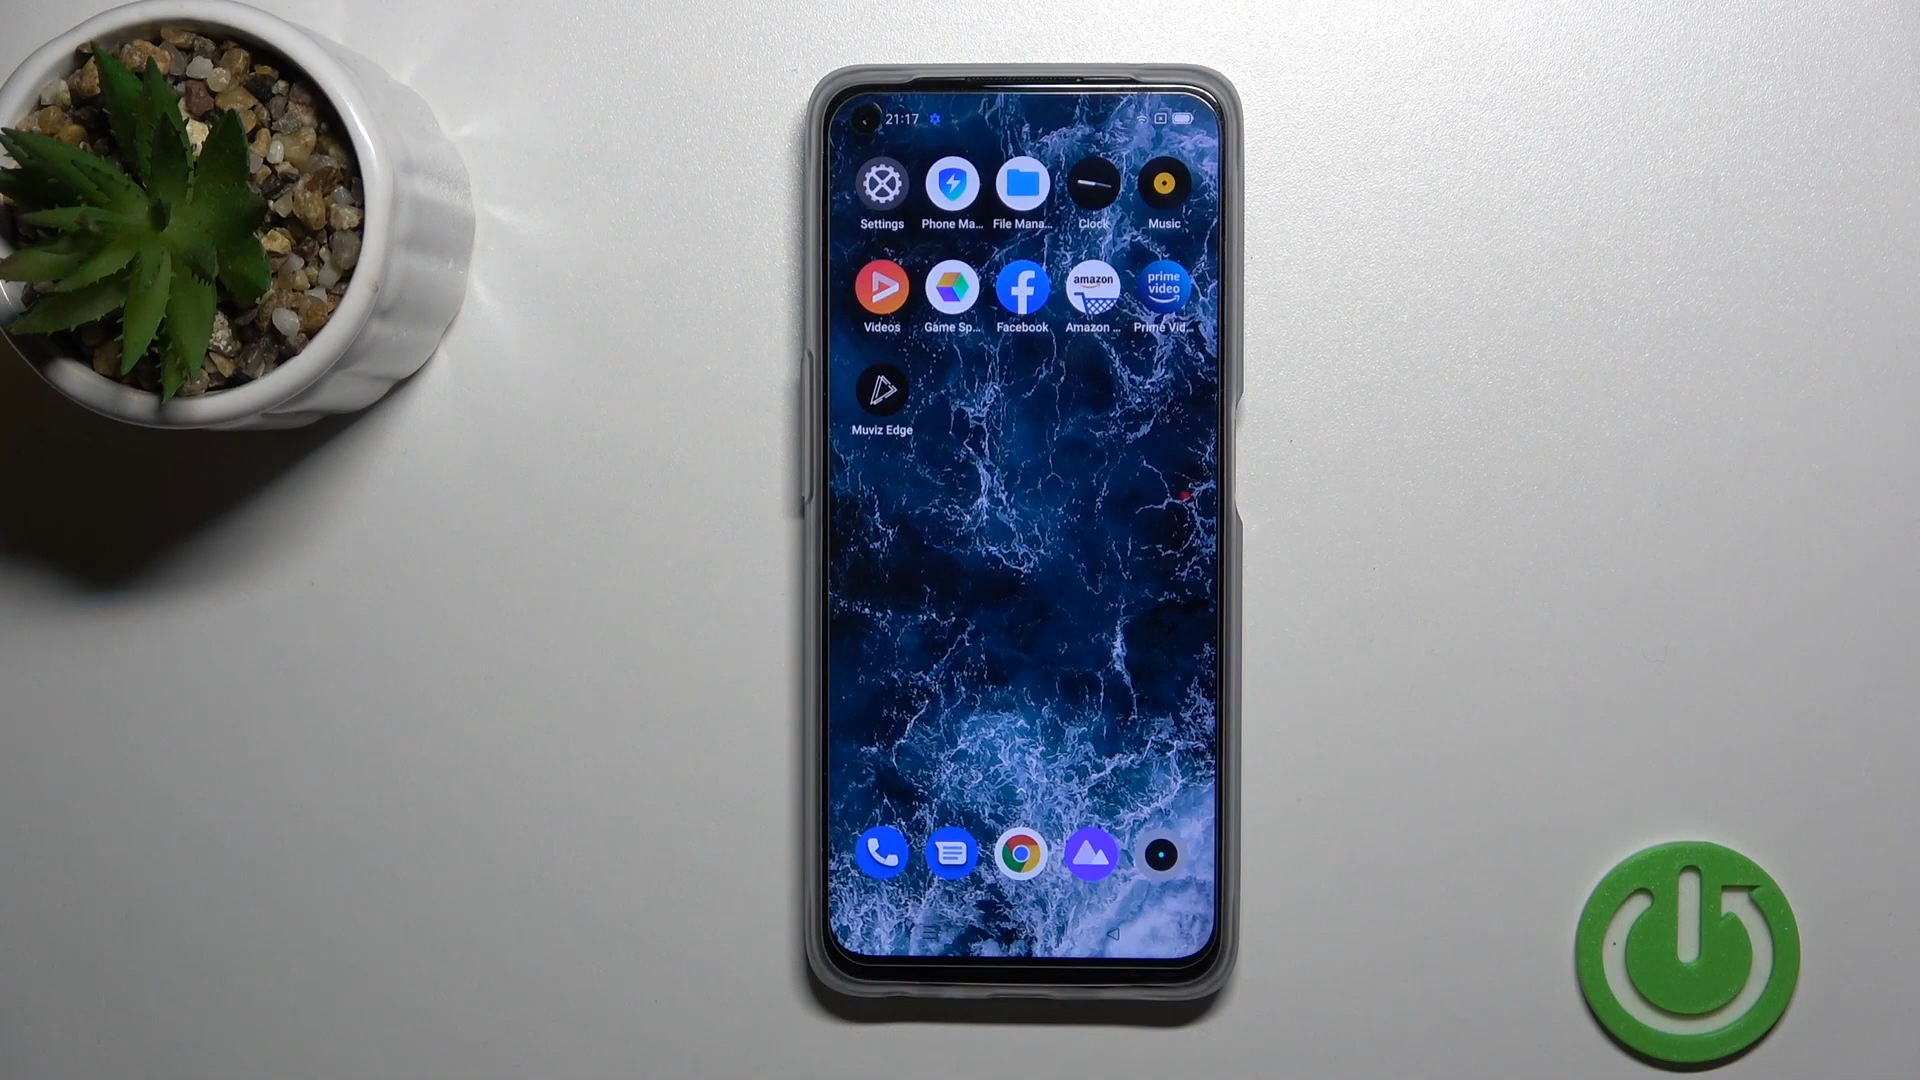 21:17
Settings Phone Ma... File Mana... Clock Music
amazon prime video
Videos Game Sp... Facebook Amazon ... Prime Vid...
Muviz Edge